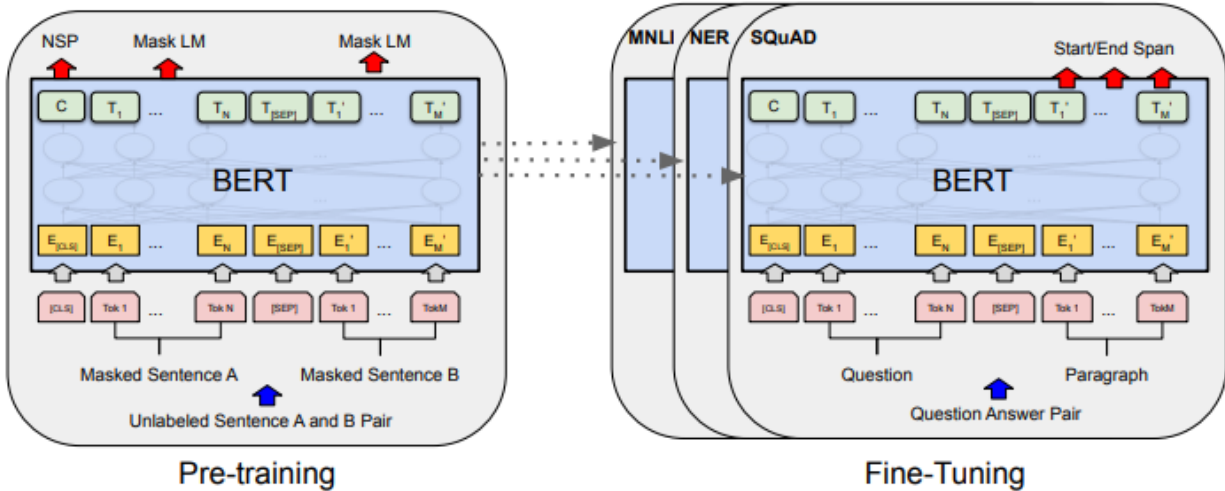 NSP Mask LM Mask LM
C T1 ... TN T[SEP] T1' ... TM'
...
...
BERT
E[CLS] E1 ... EN E[SEP] E1' ... EM'
[CLS] Tok 1 ... Tok N [SEP] Tok 1 ... TokM
Masked Sentence A Masked Sentence B
Unlabeled Sentence A and B Pair
Pre-training
MNLI NER SQuAD
Start/End Span
C T1 ... TN T[SEP] T1' ... TM'
...
...
BERT
E[CLS] E1 ... EN E[SEP] E1' ... EM'
[CLS] Tok 1 ... Tok N [SEP] Tok 1 ... TokM
Question Paragraph
Question Answer Pair
Fine-Tuning